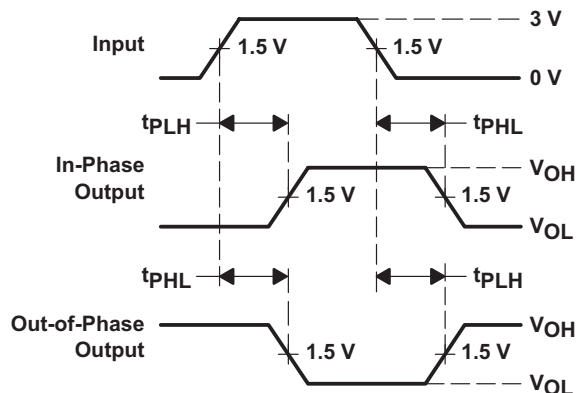 3 V
Input 1.5 V 1.5 V
0 V
tPLH tPHL
In-Phase
Output VOH
1.5 V 1.5 V
VOL
tPHL tPLH
Out-of-Phase
Output VOH
1.5 V 1.5 V
VOL